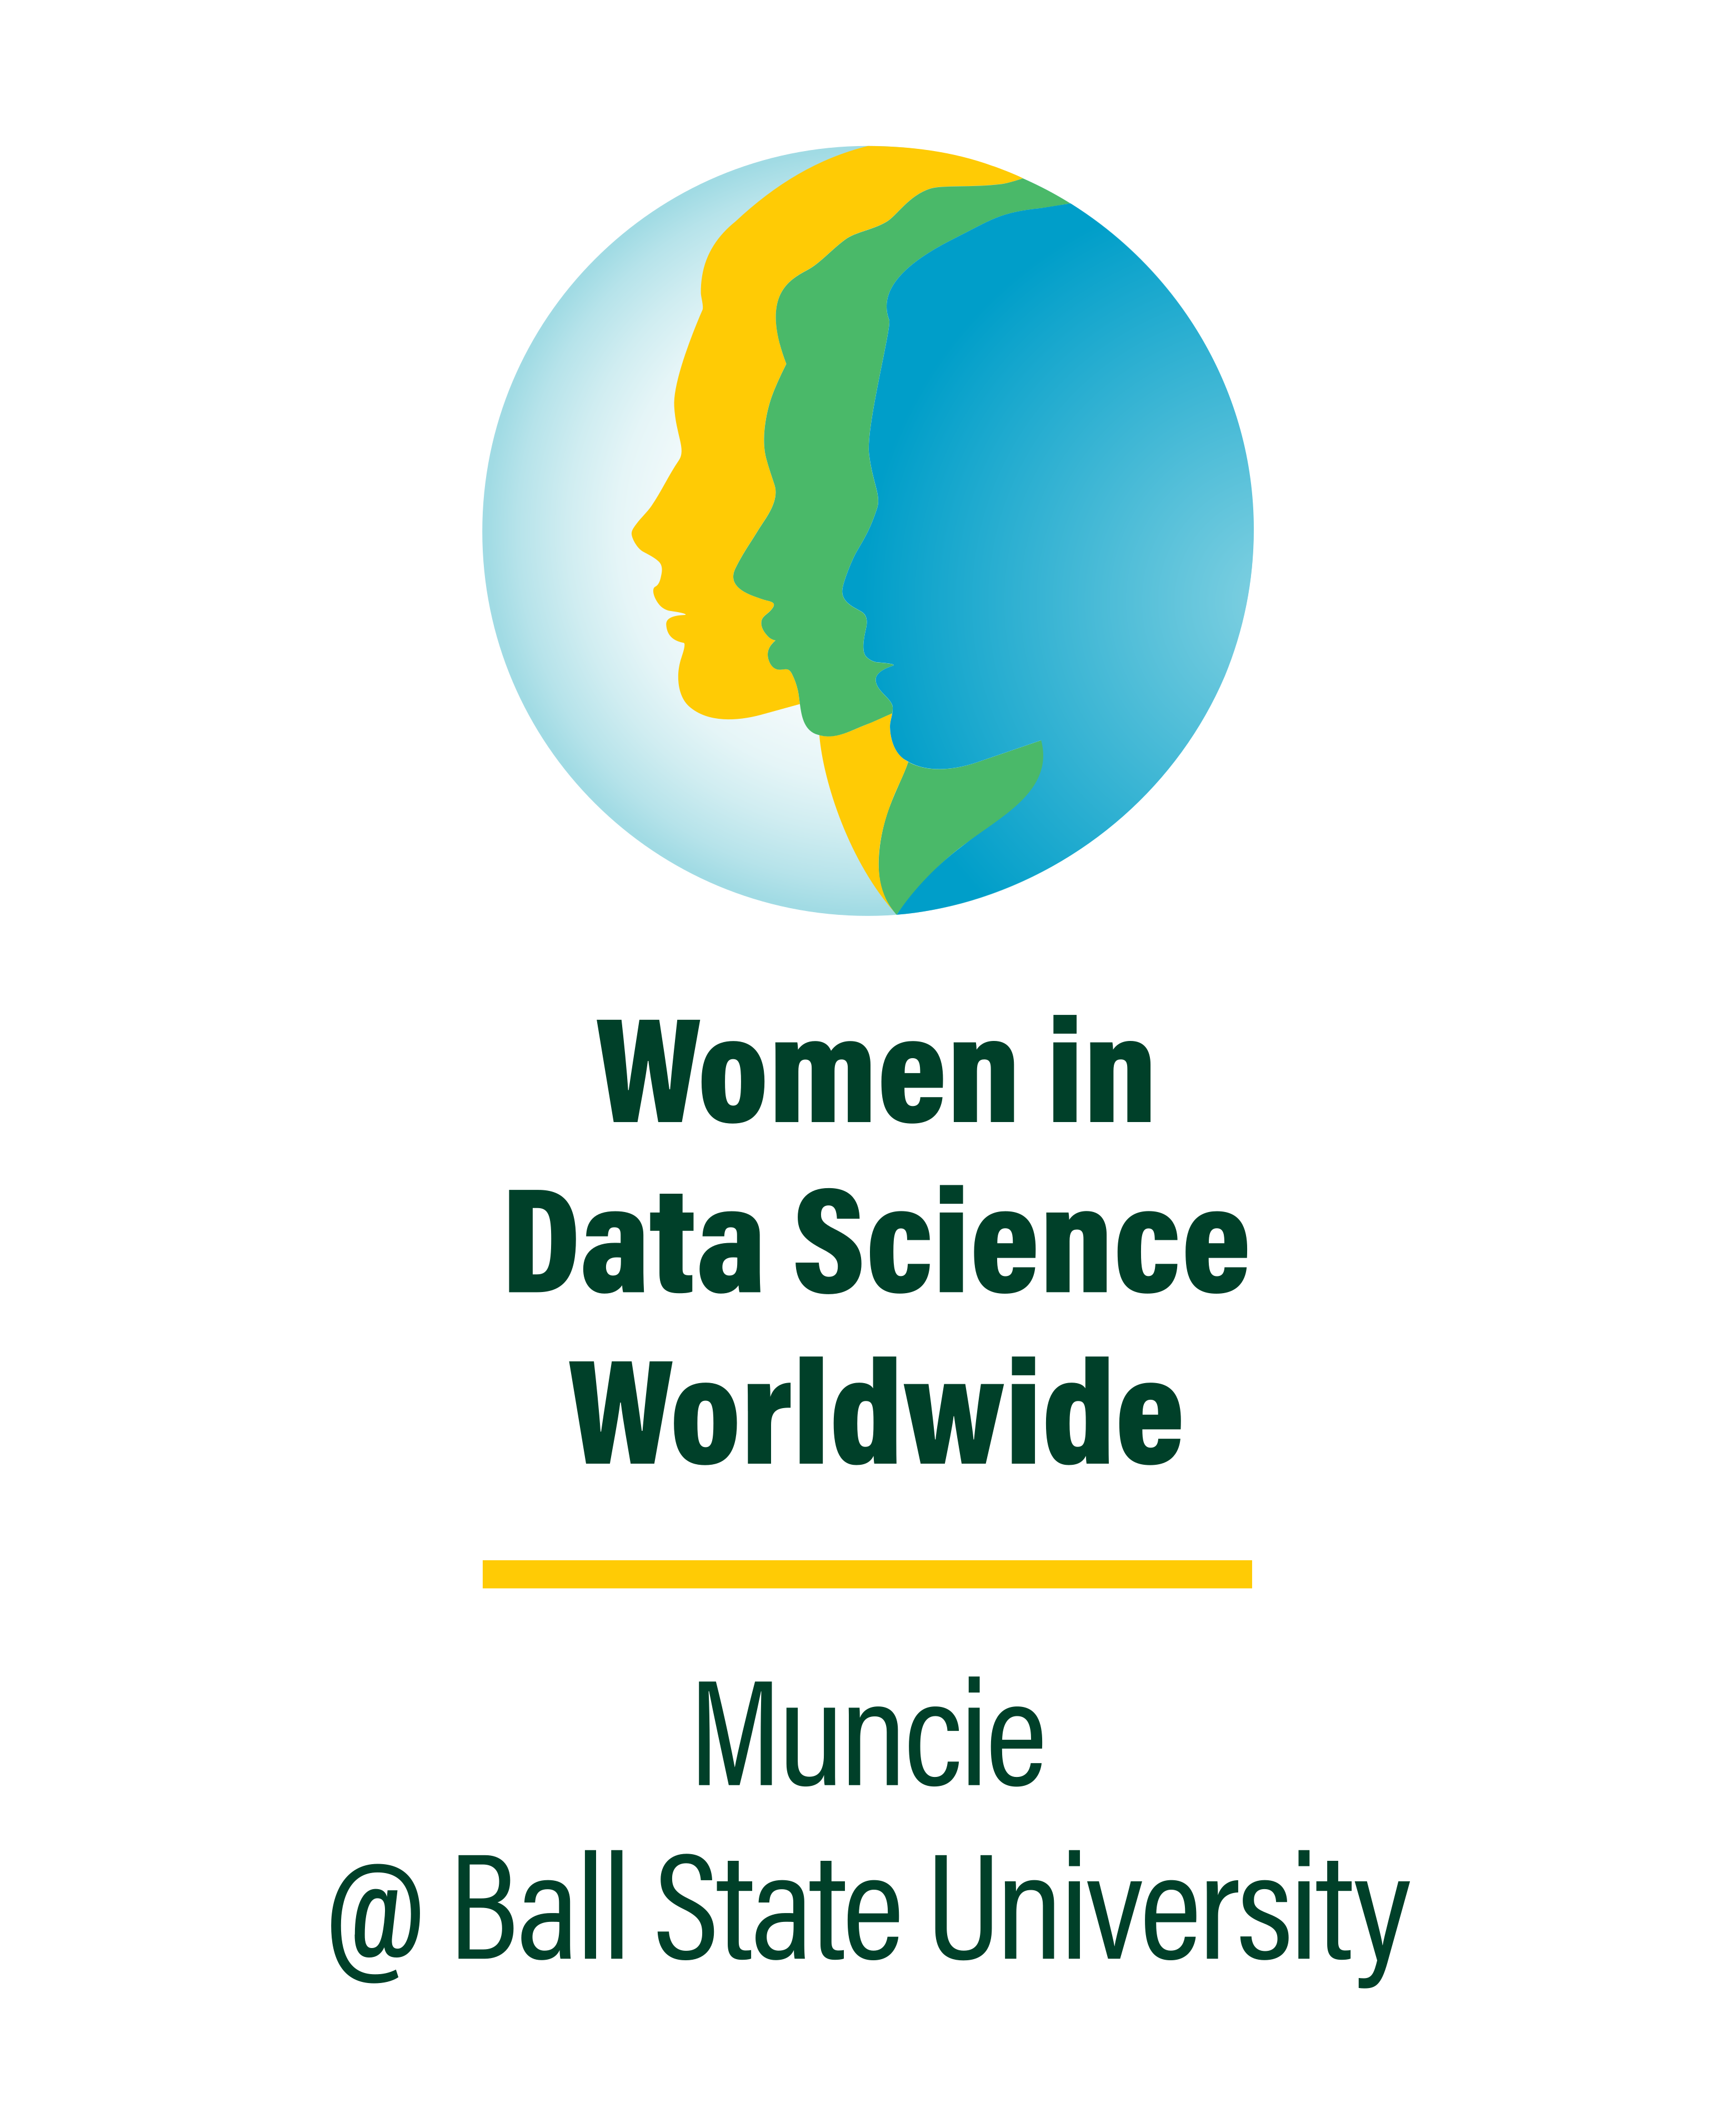 Women in
Data Science
Worldwide
Muncie
@ Ball State University